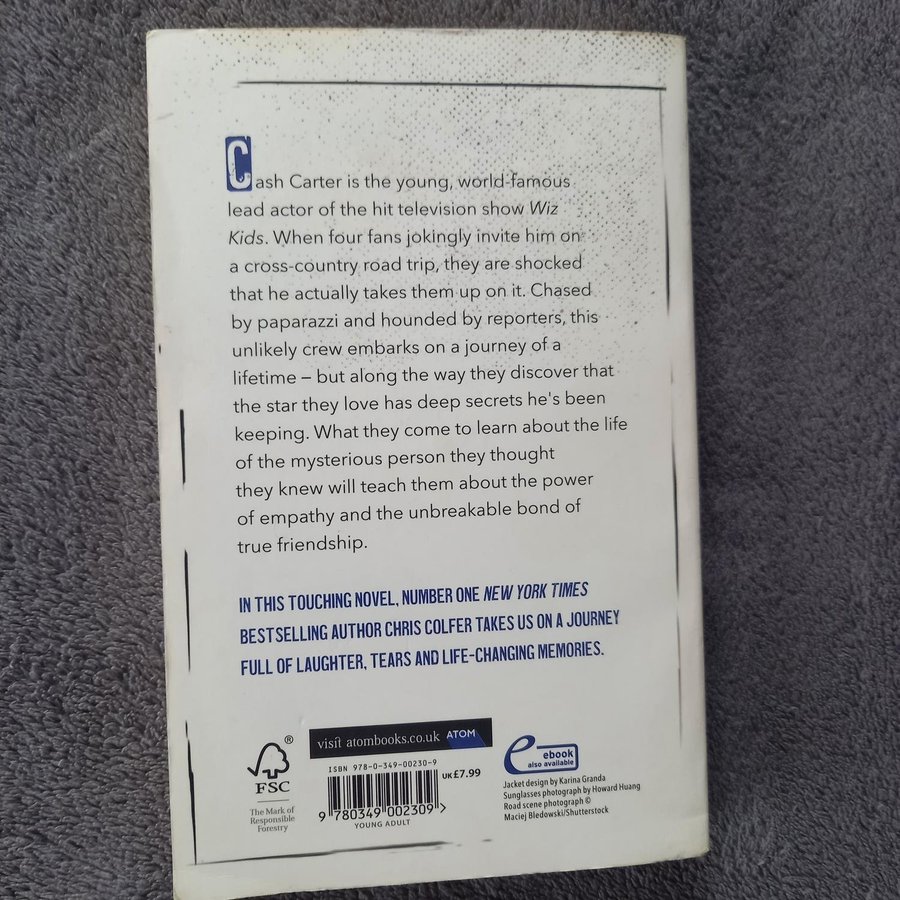 Cash Carter is the young, world-famous
lead actor of the hit television show Wiz
Kids. When four fans jokingly invite him on
a cross-country road trip, they are shocked
that he actually takes them up on it. Chased
by paparazzi and hounded by reporters, this
unlikely crew embarks on a journey of a
lifetime – but along the way they discover that
the star they love has deep secrets he's been
keeping. What they come to learn about the life
of the mysterious person they thought
they knew will teach them about the power
of empathy and the unbreakable bond of
true friendship.
IN THIS TOUCHING NOVEL, NUMBER ONE NEW YORK TIMES
BESTSELLING AUTHOR CHRIS COLFER TAKES US ON A JOURNEY
FULL OF LAUGHTER, TEARS AND LIFE-CHANGING MEMORIES.
®
FSC
The Mark of
Responsible
Forestry
visit atombooks.co.uk ATOM
ISBN 978-0-349-00230-9
UK£7.99
9 780349 002309 >
YOUNG ADULT
ebook
also available
Jacket design by Karina Granda
Sunglasses photograph by Howard Huang
Road scene photograph ©
Maciej Bledowski/Shutterstock